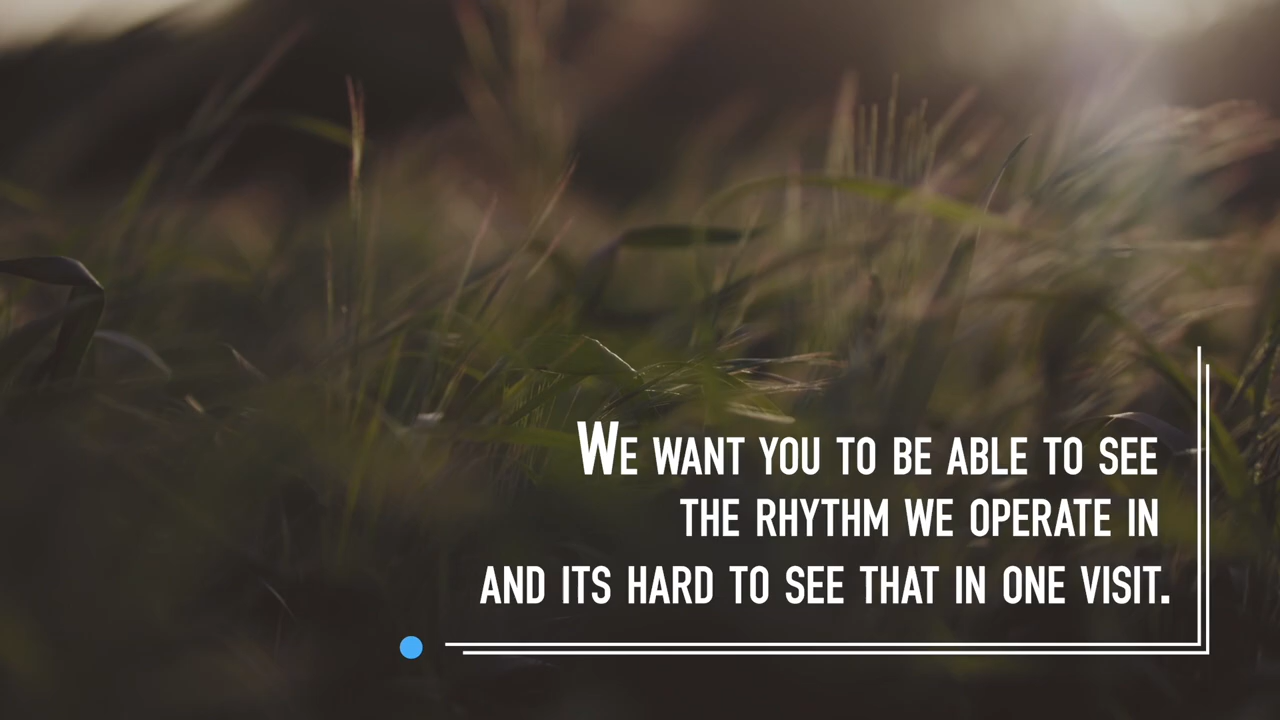 WE WANT YOU TO BE ABLE TO SEE
THE RHYTHM WE OPERATE IN
AND ITS HARD TO SEE THAT IN ONE VISIT.